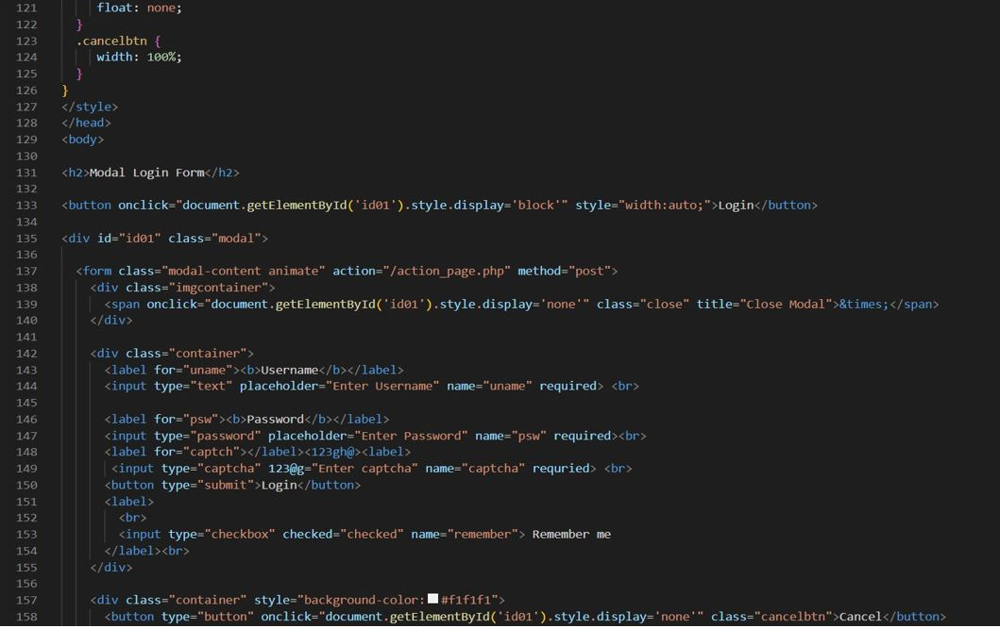 121 float: none;
122 }
123 .cancelbtn {
124 width: 100%;
125 }
126 }
127 </style>
128 </head>
129 <body>
130
131 <h2>Modal Login Form</h2>
132
133 <button onclick="document.getElementById('id01').style.display='block'" style="width:auto;">Login</button>
134
135 <div id="id01" class="modal">
136
137 <form class="modal-content animate" action="/action_page.php" method="post">
138 <div class="imgcontainer">
139 <span onclick="document.getElementById('id01').style.display='none'" class="close" title="Close Modal">&times;</span>
140 </div>
141
142 <div class="container">
143 <label for="uname"><b>Username</b></label>
144 <input type="text" placeholder="Enter Username" name="uname" required> <br>
145
146 <label for="psw"><b>Password</b></label>
147 <input type="password" placeholder="Enter Password" name="psw" required><br>
148 <label for="captch"></label><123gh@><label>
149 <input type="captcha" 123@g="Enter captcha" name="captcha" requried> <br>
150 <button type="submit">Login</button>
151 <label>
152 <br>
153 <input type="checkbox" checked="checked" name="remember"> Remember me
154 </label><br>
155 </div>
156
157 <div class="container" style="background-color:#f1f1f1">
158 <button type="button" onclick="document.getElementById('id01').style.display='none'" class="cancelbtn">Cancel</button>